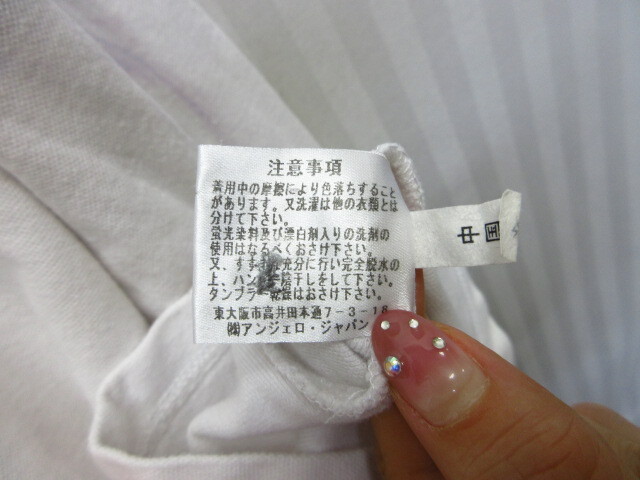 注意事項
着用中の摩擦により色落ちすること
があります。又洗濯は他の衣類とは
分けて下さい。
蛍光染料及び漂白剤入りの洗剤の
使用はなるべくおさけ下さい。
又、すすぎ充分に行い完全脱水の
上、ハン 陰干しをして下さい。
タンブラー乾燥はおさけ下さい。
東大阪市高井田本通7-3-18
㈱アンジェロ・ジャパン
中国